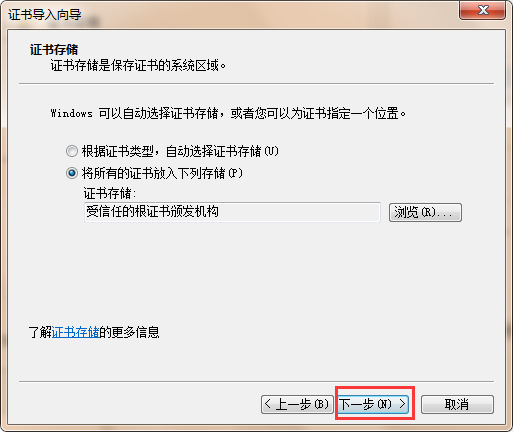 证书导入向导
证书存储
证书存储是保存证书的系统区域。
Windows 可以自动选择证书存储，或者您可以为证书指定一个位置。
根据证书类型，自动选择证书存储(U)
将所有的证书放入下列存储(P)
证书存储:
受信任的根证书颁发机构
浏览(R)...
了解证书存储的更多信息
< 上一步(B) 下一步(N) > 取消